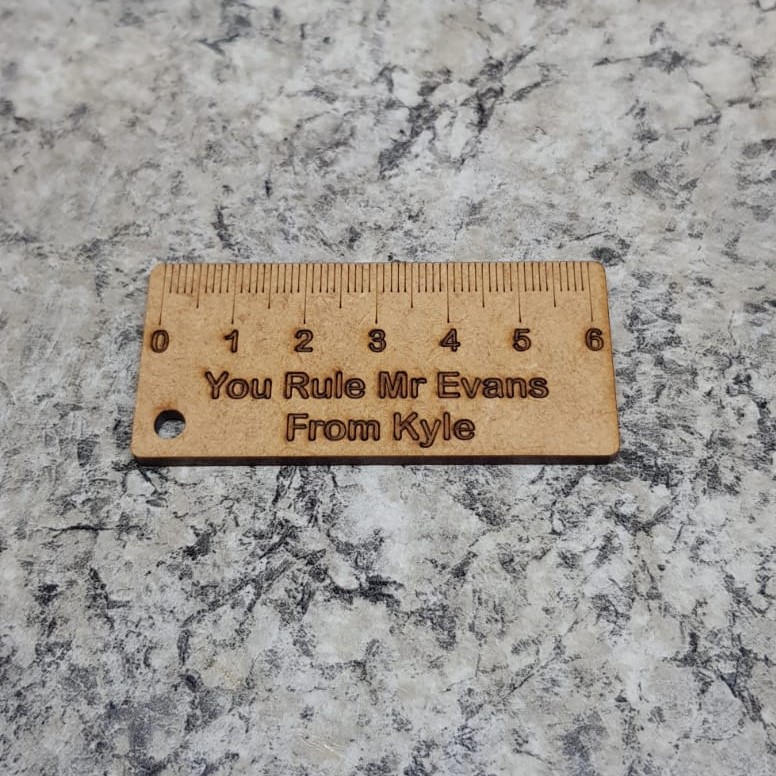 0 1 2 3 4 5 6
You Rule Mr Evans
From Kyle